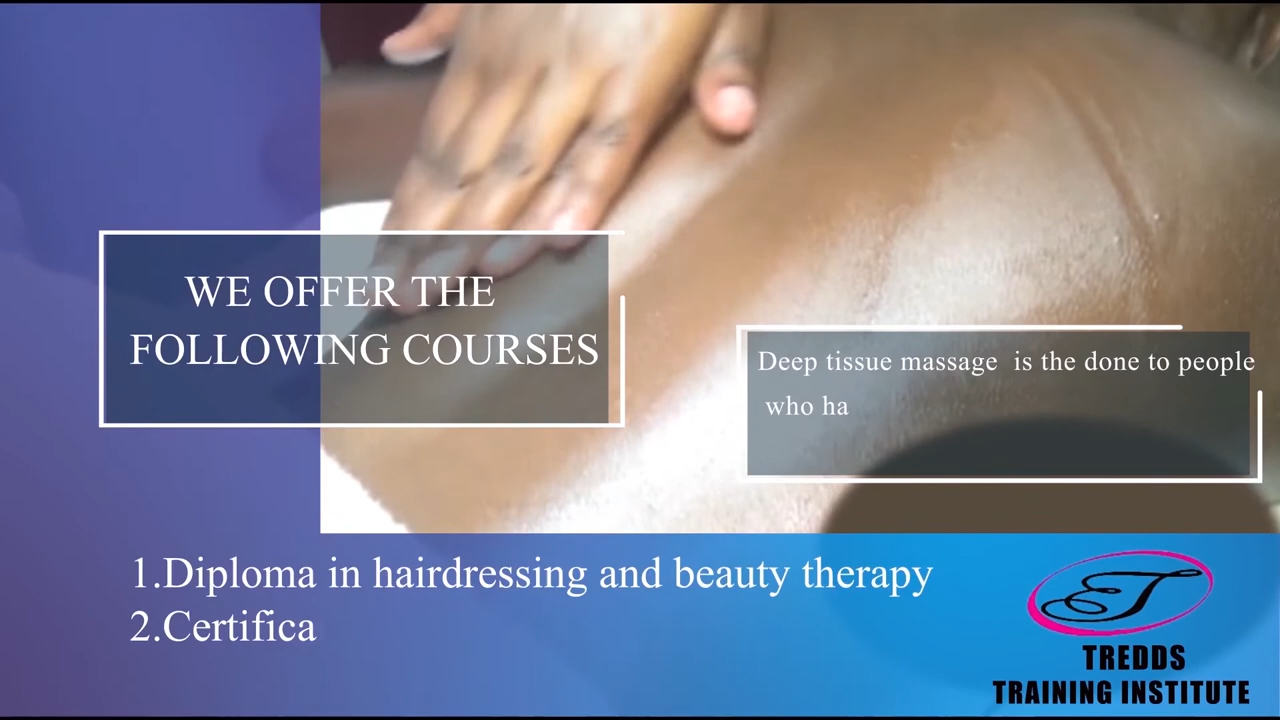 WE OFFER THE
FOLLOWING COURSES
Deep tissue massage  is the done to people
who ha
1.Diploma in hairdressing and beauty therapy
2.Certifica
TREDDS
TRAINING INSTITUTE